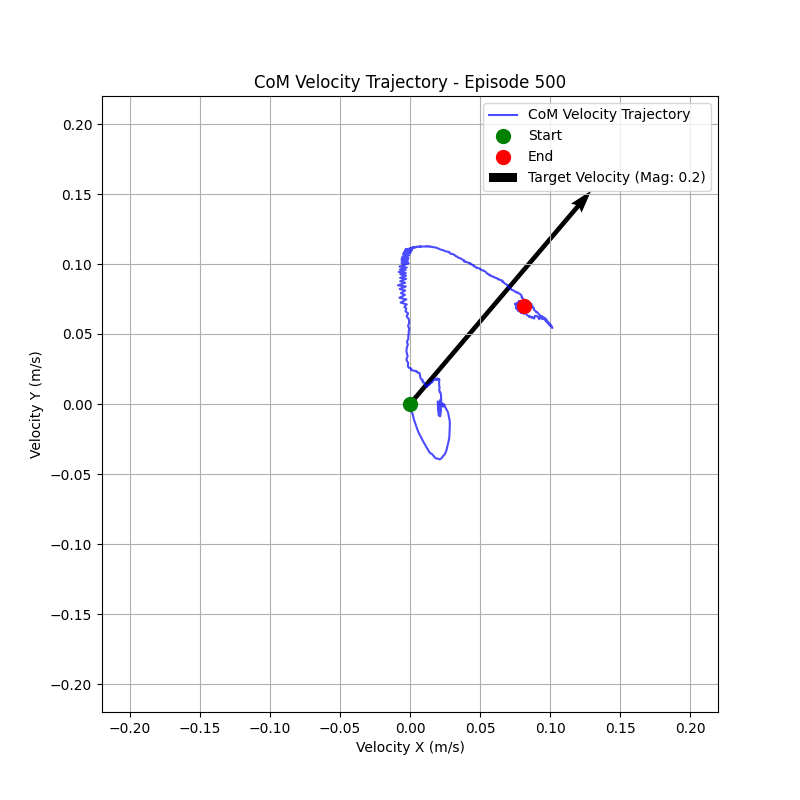 CoM Velocity Trajectory - Episode 500
CoM Velocity Trajectory
Start
End
Target Velocity (Mag: 0.2)
0.20
0.15
0.10
0.05
0.00
−0.05
−0.10
−0.15
−0.20
Velocity Y (m/s)
−0.20 −0.15 −0.10 −0.05 0.00 0.05 0.10 0.15 0.20
Velocity X (m/s)